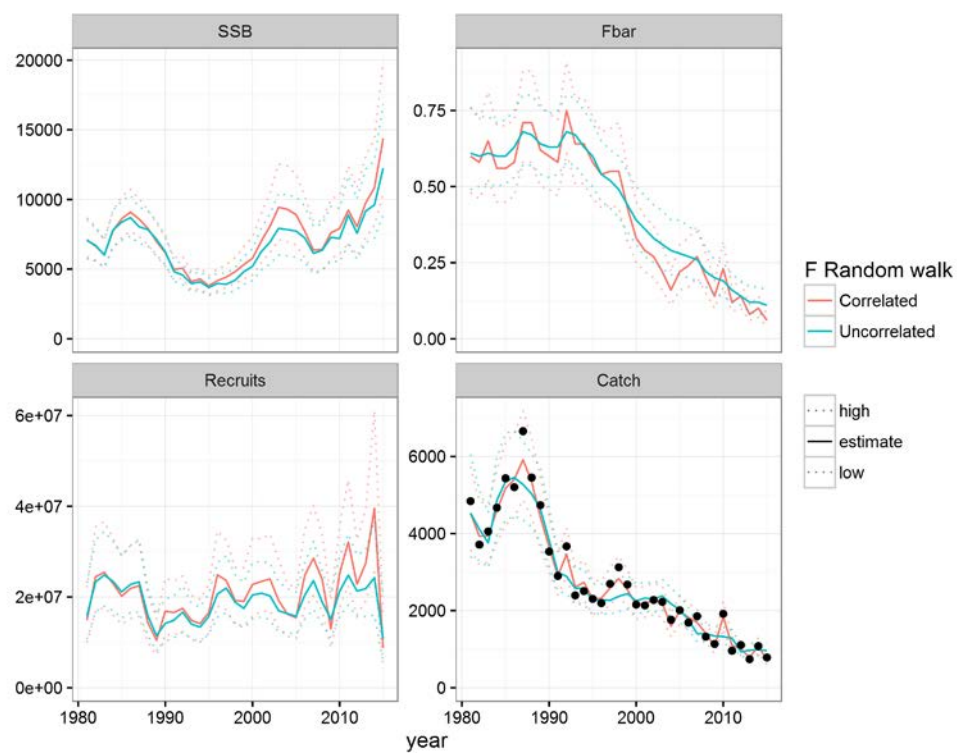 SSB
Fbar
20000
15000
10000
5000
0
0.75
0.50
0.25
0.00
F Random walk
Correlated
Uncorrelated
high
estimate
low
Recruits
Catch
6e+07
4e+07
2e+07
0e+00
6000
4000
2000
0
1980 1990 2000 2010
1980 1990 2000 2010
year